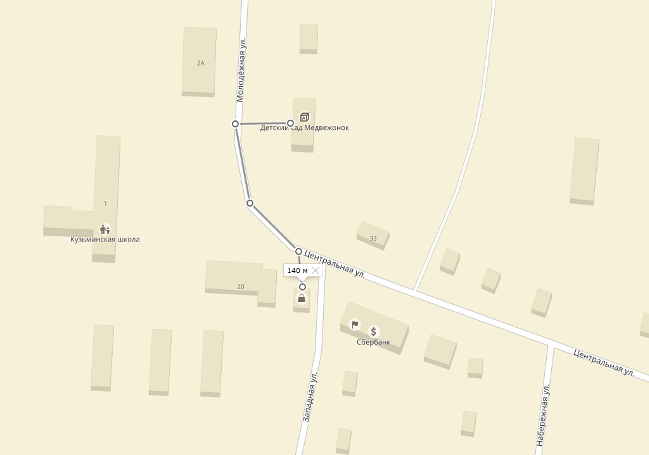 Молодёжная ул.
2А
Детский сад Медвежонок
1
Кузьминская школа
33
Центральная ул.
140 м
20
Сбербанк
Центральная ул.
Западная ул.
Набережная ул.